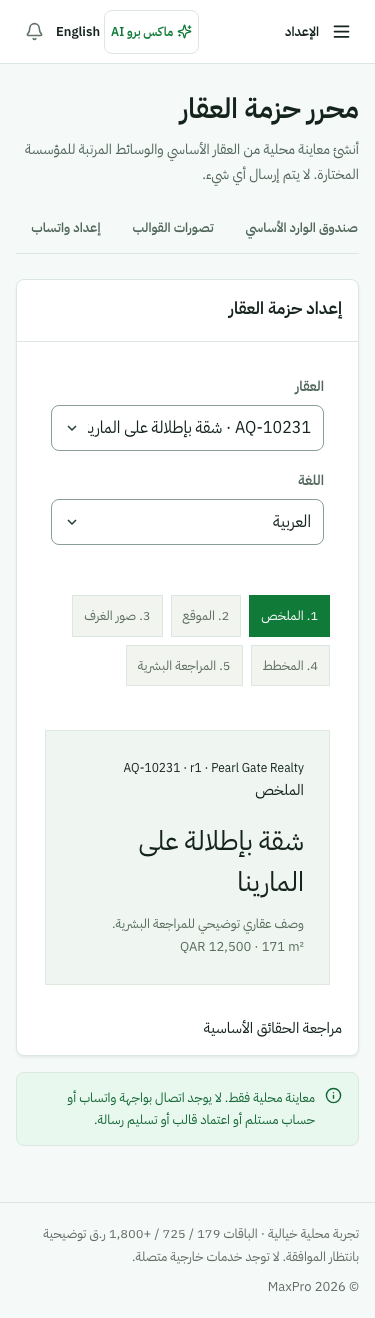 الإعداد
ماكس برو AI
English
محرر حزمة العقار
أنشئ معاينة محلية من العقار الأساسي والوسائط المرتبة للمؤسسة
المختارة. لا يتم إرسال أي شيء.
صندوق الوارد الأساسي
تصورات القوالب
إعداد واتساب
إعداد حزمة العقار
العقار
AQ-10231 · شقة بإطلالة على الماري
اللغة
العربية
1. الملخص
2. الموقع
3. صور الغرف
4. المخطط
5. المراجعة البشرية
AQ-10231 · r1 · Pearl Gate Realty
الملخص
شقة بإطلالة على
المارينا
وصف عقاري توضيحي للمراجعة البشرية.
QAR 12,500 · 171 m²
مراجعة الحقائق الأساسية
معاينة محلية فقط. لا يوجد اتصال بواجهة واتساب أو
حساب مستلم أو اعتماد قالب أو تسليم رسالة.
تجربة محلية خيالية · الباقات 179 / 725 / +1,800 ر.ق توضيحية
بانتظار الموافقة. لا توجد خدمات خارجية متصلة.
© 2026 MaxPro